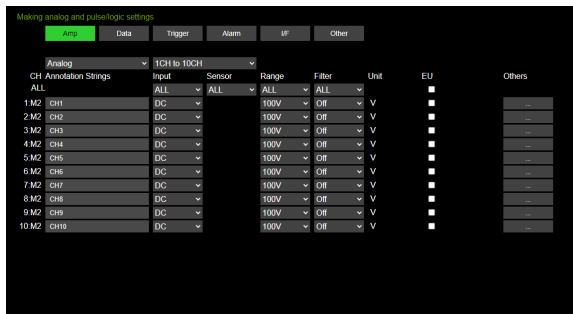 Making analog and pulse/logic settings
Amp Data Trigger Alarm I/F Other
Analog 1CH to 10CH
CH Annotation Strings Input Sensor Range Filter Unit EU Others
ALL ALL ALL ALL ALL
1:M2 CH1 DC 100V Off V ...
2:M2 CH2 DC 100V Off V ...
3:M2 CH3 DC 100V Off V ...
4:M2 CH4 DC 100V Off V ...
5:M2 CH5 DC 100V Off V ...
6:M2 CH6 DC 100V Off V ...
7:M2 CH7 DC 100V Off V ...
8:M2 CH8 DC 100V Off V ...
9:M2 CH9 DC 100V Off V ...
10:M2 CH10 DC 100V Off V ...